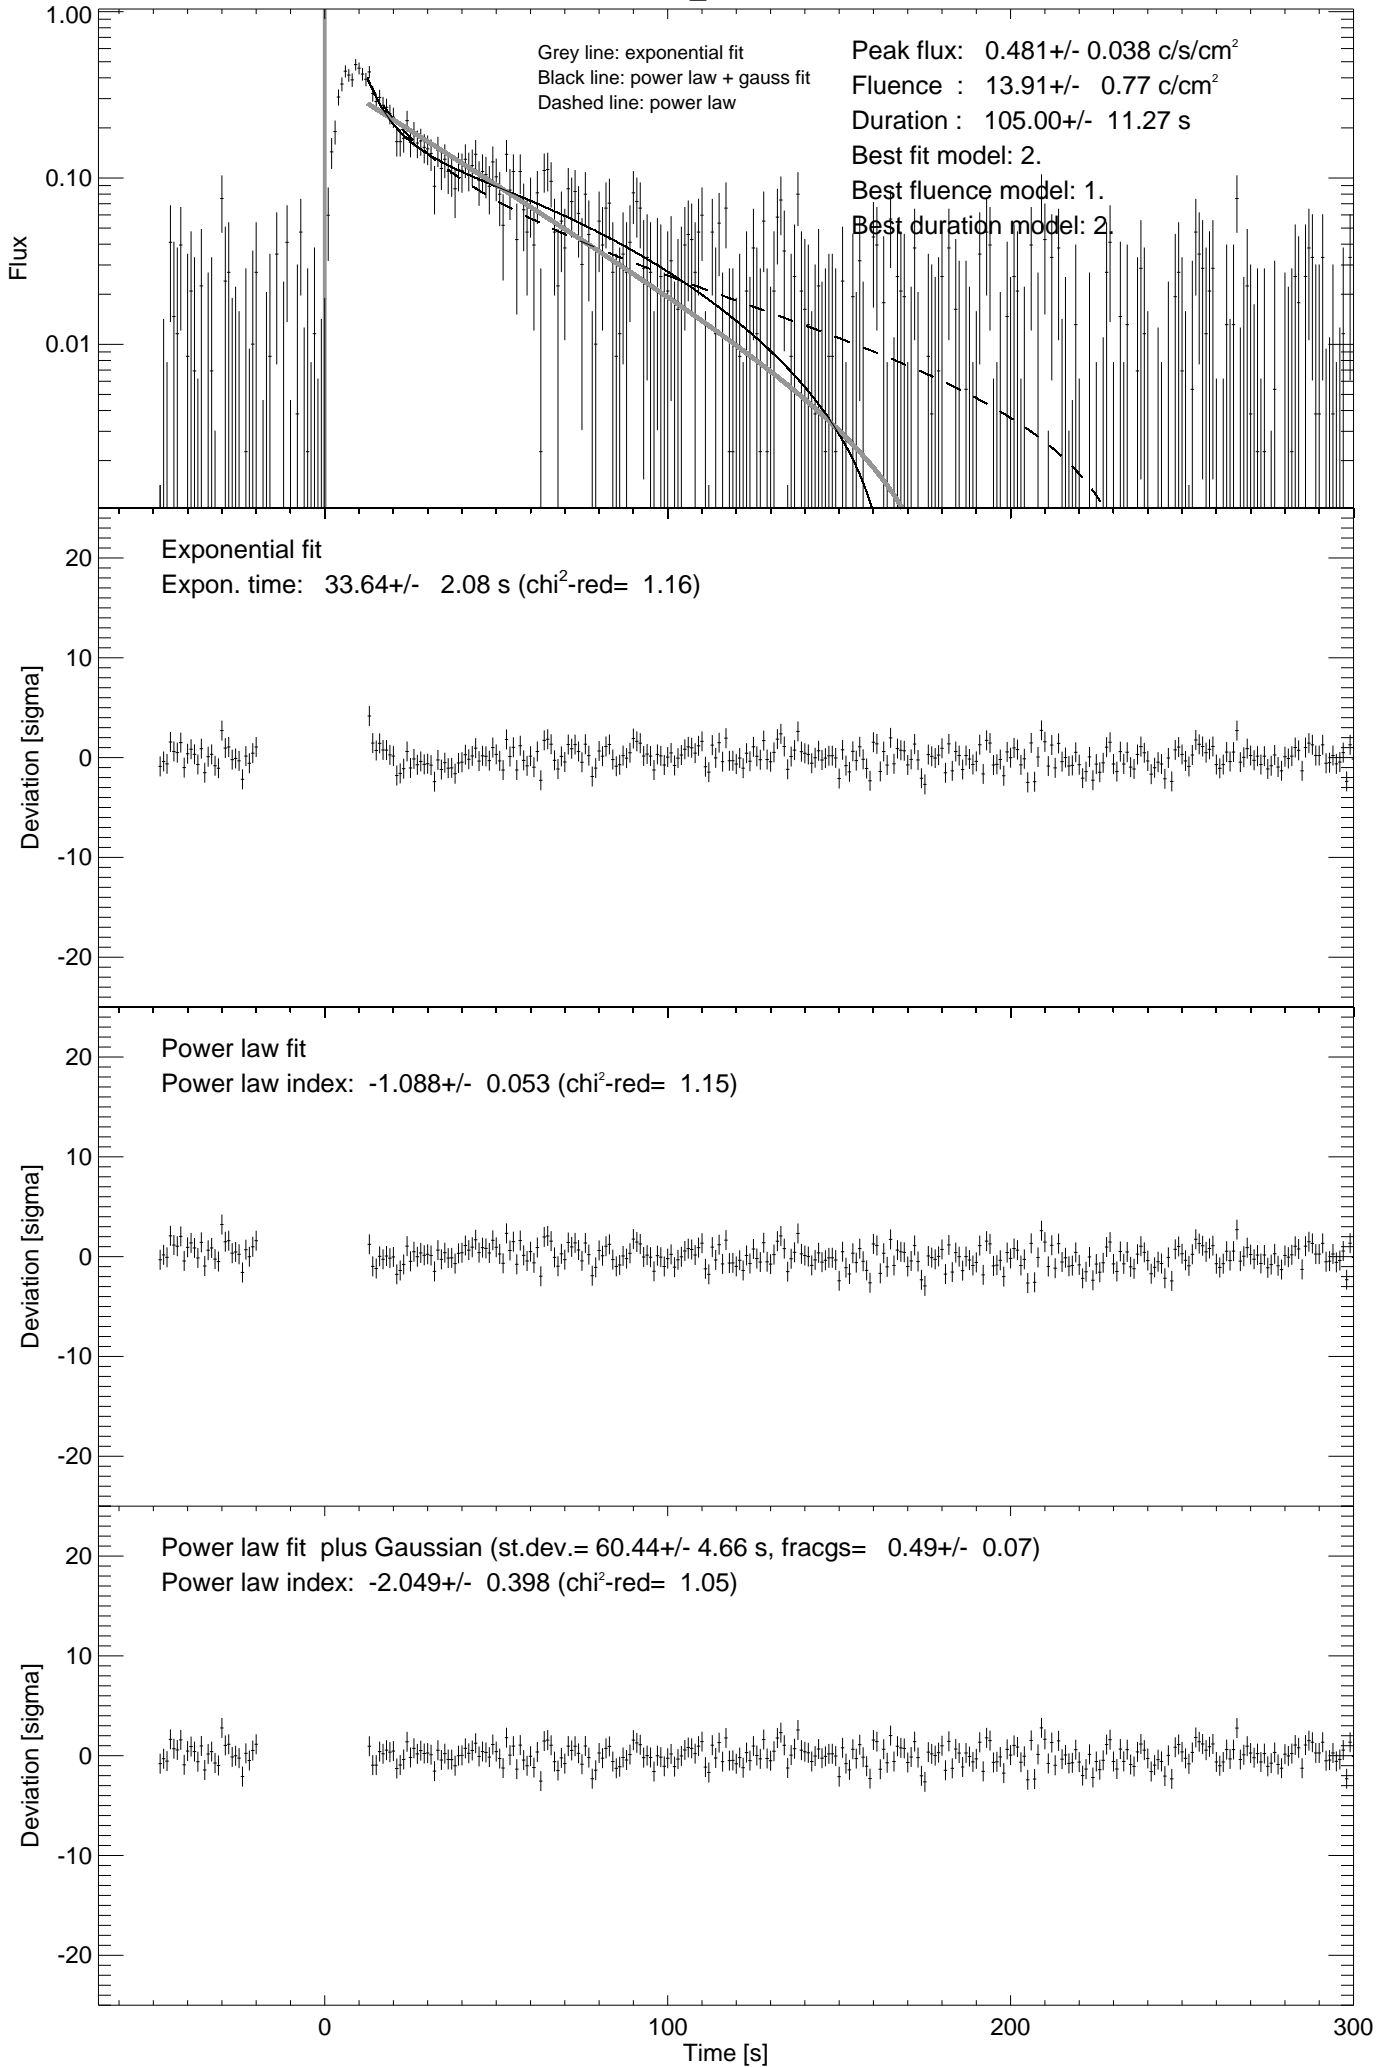 Grey line: exponential fit
Black line: power law + gauss fit
Dashed line: power law
Peak flux: 0.481+/- 0.038 c/s/cm²
Fluence : 13.91+/- 0.77 c/cm²
Duration : 105.00+/- 11.27 s
Best fit model: 2.
Best fluence model: 1.
Best duration model: 2.
1.00
0.10
0.01
Flux
Exponential fit
Expon. time: 33.64+/- 2.08 s (chi²-red= 1.16)
20
10
0
-10
-20
Deviation [sigma]
Power law fit
Power law index: -1.088+/- 0.053 (chi²-red= 1.15)
20
10
0
-10
-20
Deviation [sigma]
Power law fit plus Gaussian (st.dev.= 60.44+/- 4.66 s, fracgs= 0.49+/- 0.07)
Power law index: -2.049+/- 0.398 (chi²-red= 1.05)
20
10
0
-10
-20
Deviation [sigma]
0 100 200 300
Time [s]